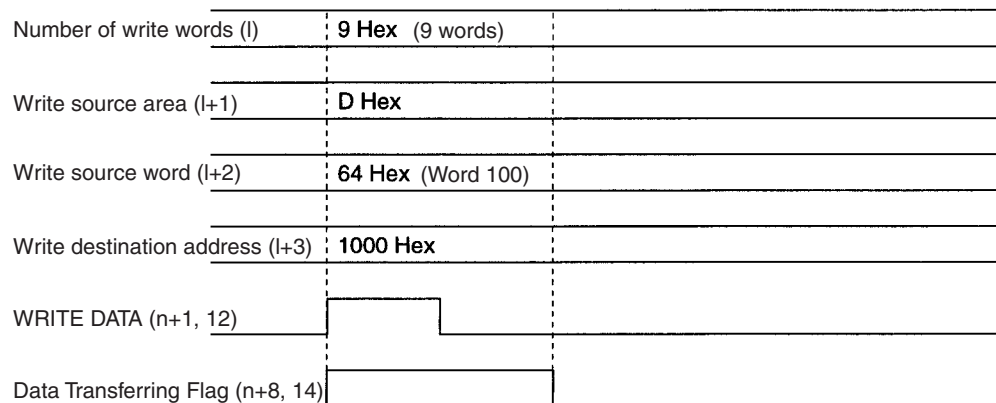 Number of write words (l) 9 Hex (9 words)
Write source area (l+1) D Hex
Write source word (l+2) 64 Hex (Word 100)
Write destination address (l+3) 1000 Hex
WRITE DATA (n+1, 12)
Data Transferring Flag (n+8, 14)